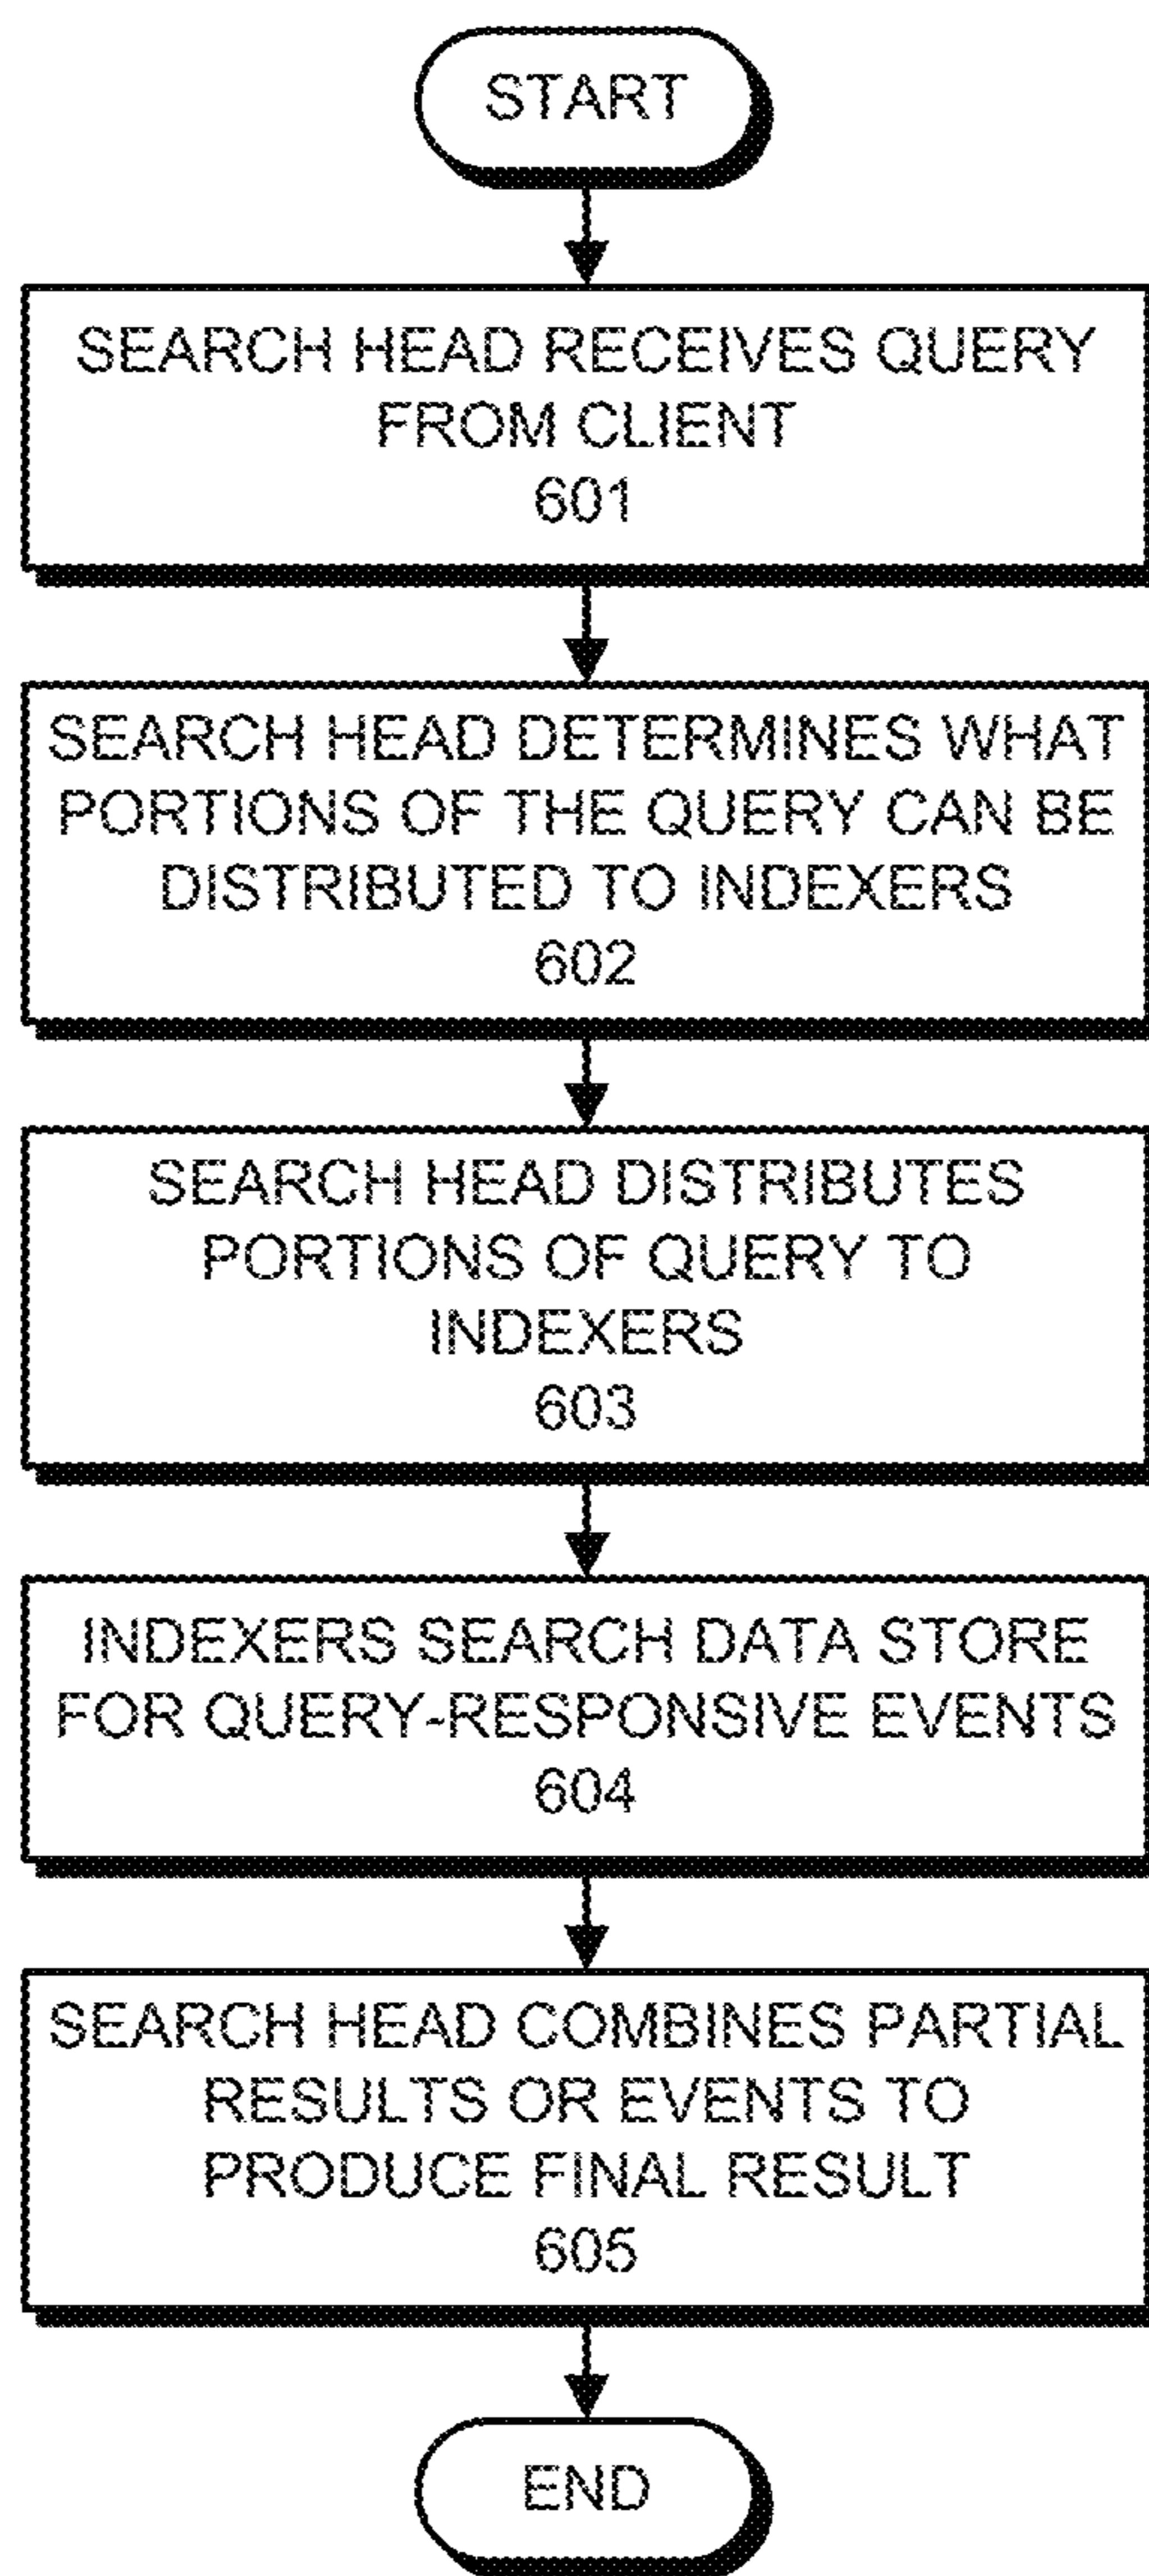 START
SEARCH HEAD RECEIVES QUERY
FROM CLIENT
601
SEARCH HEAD DETERMINES WHAT
PORTIONS OF THE QUERY CAN BE
DISTRIBUTED TO INDEXERS
602
SEARCH HEAD DISTRIBUTES
PORTIONS OF QUERY TO
INDEXERS
603
INDEXERS SEARCH DATA STORE
FOR QUERY-RESPONSIVE EVENTS
604
SEARCH HEAD COMBINES PARTIAL
RESULTS OR EVENTS TO
PRODUCE FINAL RESULT
605
END